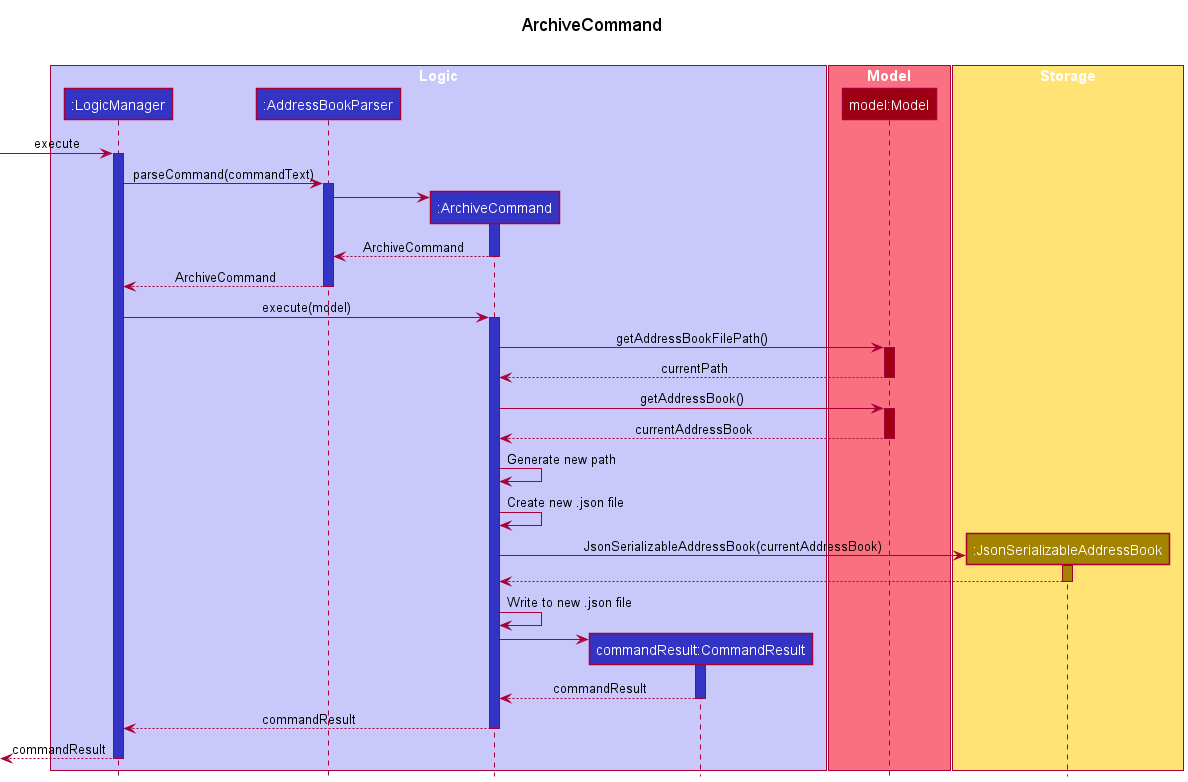 ArchiveCommand
Logic
Model
Storage
:LogicManager
:AddressBookParser
model:Model
execute
parseCommand(commandText)
:ArchiveCommand
ArchiveCommand
ArchiveCommand
execute(model)
getAddressBookFilePath()
currentPath
getAddressBook()
currentAddressBook
Generate new path
Create new .json file
JsonSerializableAddressBook(currentAddressBook)
:JsonSerializableAddressBook
Write to new .json file
commandResult:CommandResult
commandResult
commandResult
commandResult